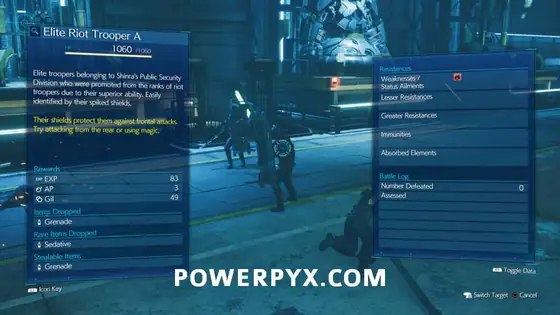 Elite Riot Trooper A
HP 1060 /1060
Elite troopers belonging to Shinra's Public Security
Division who were promoted from the ranks of riot
troopers due to their superior ability. Easily
identified by their spiked shields.
Their shields protect them against frontal attacks.
Try attacking from the rear or using magic.
Rewards
EXP 83
AP 3
Gil 49
Items Dropped
Grenade
Rare Items Dropped
Sedative
Stealable Items
Grenade
Icon Key
Resistances
Weaknesses /
Status Ailments
Lesser Resistances
Greater Resistances
Immunities
Absorbed Elements
Battle Log
Number Defeated 0
Assessed
Toggle Data
Switch Target Cancel
POWERPYX.COM